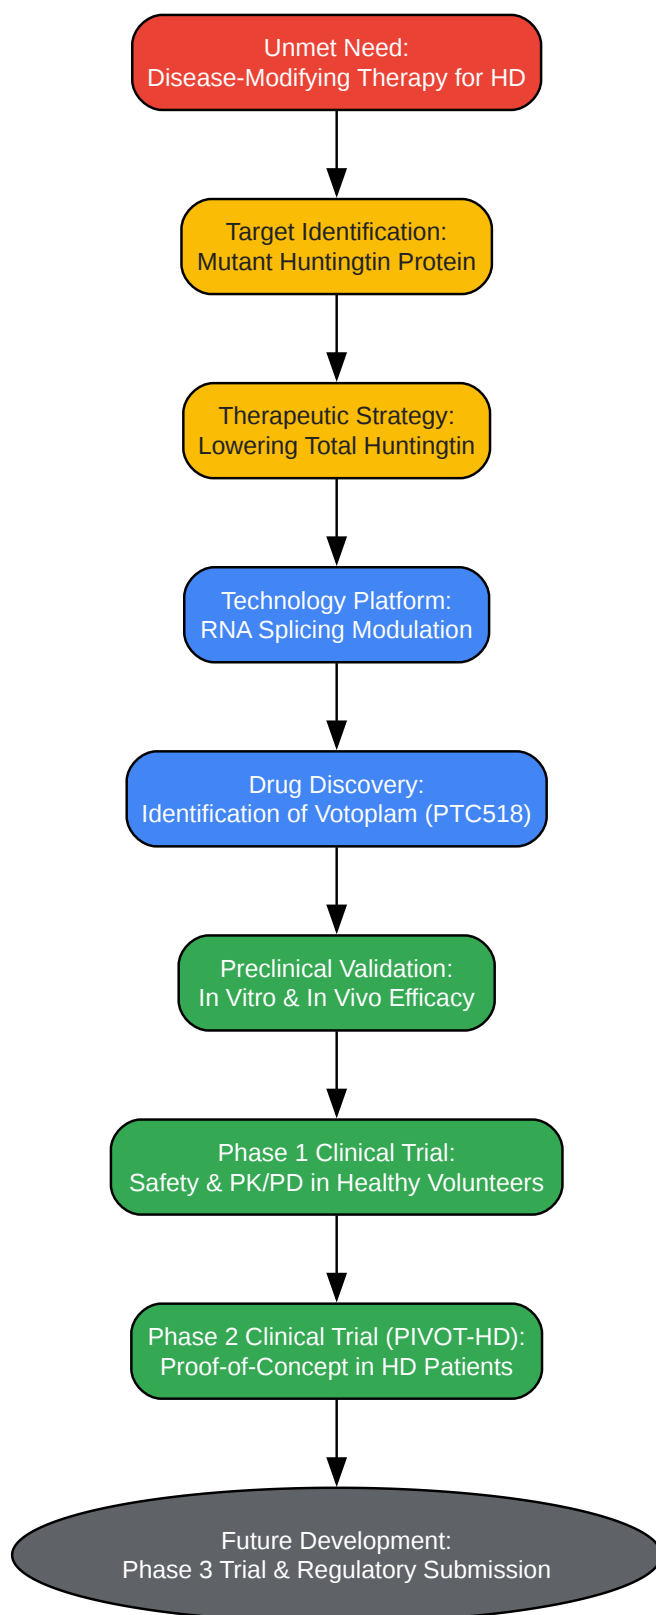 Unmet Need:
Disease-Modifying Therapy for HD
Target Identification:
Mutant Huntingtin Protein
Therapeutic Strategy:
Lowering Total Huntingtin
Technology Platform:
RNA Splicing Modulation
Drug Discovery:
Identification of Votoplam (PTC518)
Preclinical Validation:
In Vitro & In Vivo Efficacy
Phase 1 Clinical Trial:
Safety & PK/PD in Healthy Volunteers
Phase 2 Clinical Trial (PIVOT-HD):
Proof-of-Concept in HD Patients
Future Development:
Phase 3 Trial & Regulatory Submission